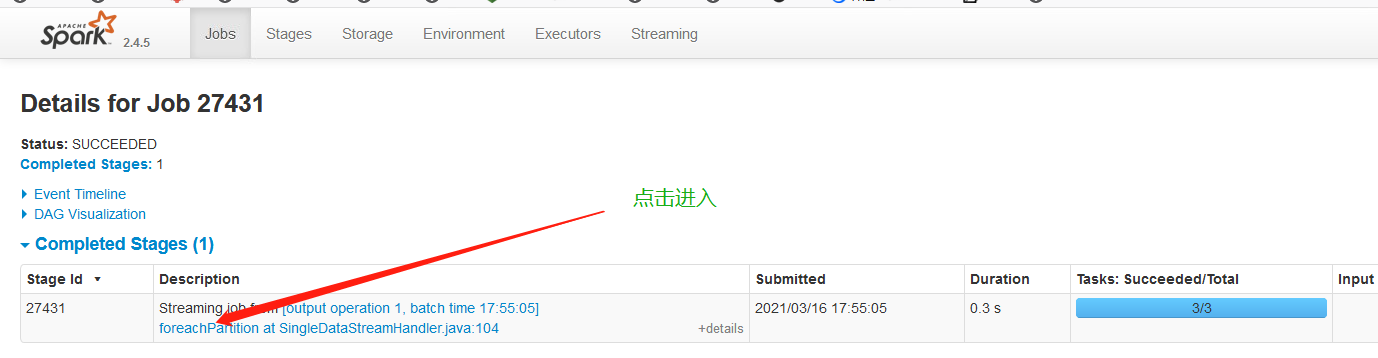 APACHE
Spark 2.4.5
Jobs Stages Storage Environment Executors Streaming
Details for Job 27431
Status: SUCCEEDED
Completed Stages: 1
Event Timeline
点击进入
DAG Visualization
Completed Stages (1)
Stage Id Description Submitted Duration Tasks: Succeeded/Total Input
27431 Streaming job from [output operation 1, batch time 17:55:05] 2021/03/16 17:55:05 0.3 s 3/3
foreachPartition at SingleDataStreamHandler.java:104 +details